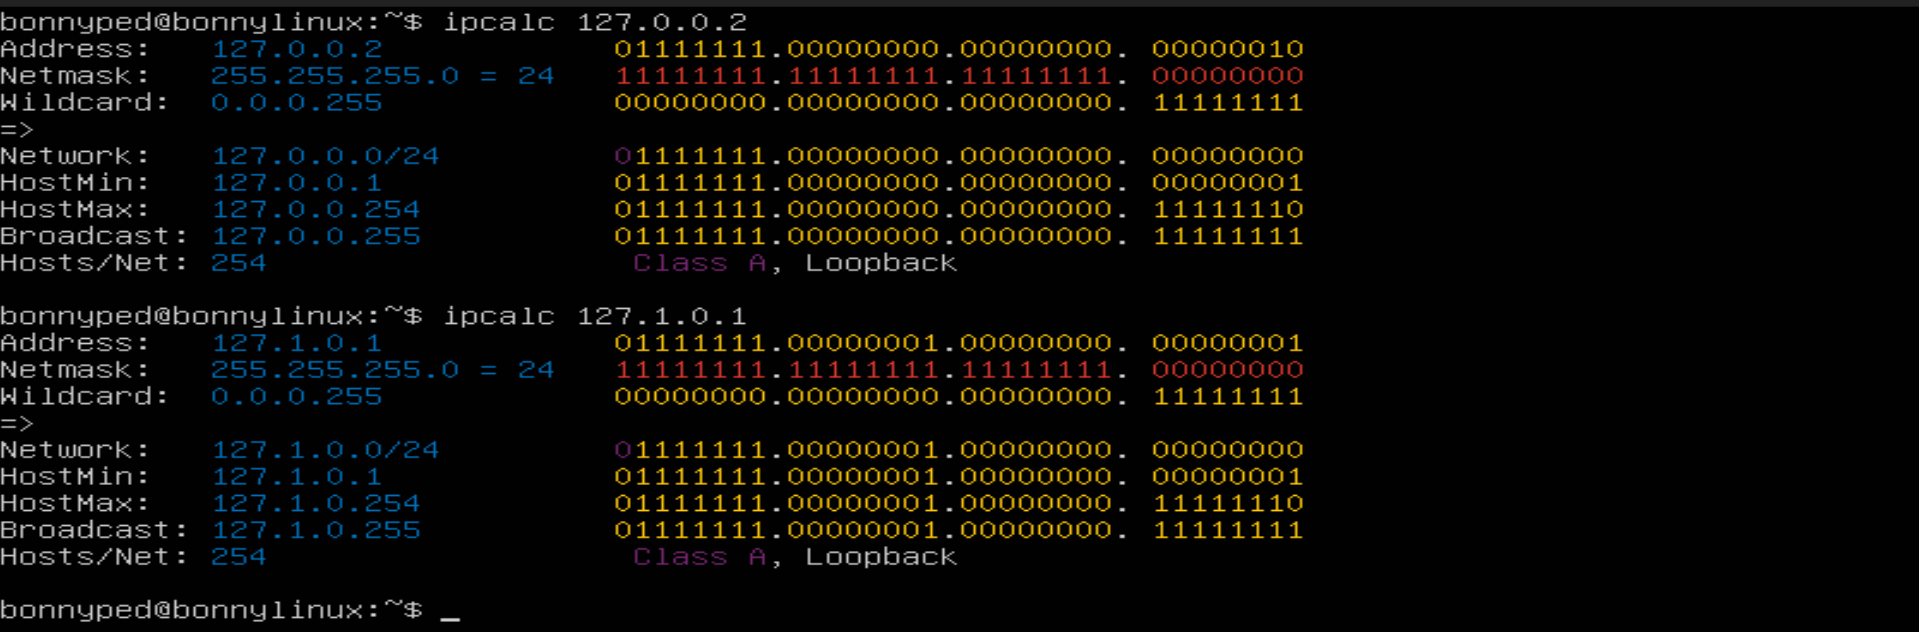 bonnyped@bonnylinux:~$ ipcalc 127.0.0.2
Address:   127.0.0.2            01111111.00000000.00000000. 00000010
Netmask:   255.255.255.0 = 24   11111111.11111111.11111111. 00000000
Wildcard:  0.0.0.255            00000000.00000000.00000000. 11111111
=>
Network:   127.0.0.0/24         01111111.00000000.00000000. 00000000
HostMin:   127.0.0.1            01111111.00000000.00000000. 00000001
HostMax:   127.0.0.254          01111111.00000000.00000000. 11111110
Broadcast: 127.0.0.255          01111111.00000000.00000000. 11111111
Hosts/Net: 254                   Class A, Loopback
bonnyped@bonnylinux:~$ ipcalc 127.1.0.1
Address:   127.1.0.1            01111111.00000001.00000000. 00000001
Netmask:   255.255.255.0 = 24   11111111.11111111.11111111. 00000000
Wildcard:  0.0.0.255            00000000.00000000.00000000. 11111111
=>
Network:   127.1.0.0/24         01111111.00000001.00000000. 00000000
HostMin:   127.1.0.1            01111111.00000001.00000000. 00000001
HostMax:   127.1.0.254          01111111.00000001.00000000. 11111110
Broadcast: 127.1.0.255          01111111.00000001.00000000. 11111111
Hosts/Net: 254                   Class A, Loopback
bonnyped@bonnylinux:~$ _